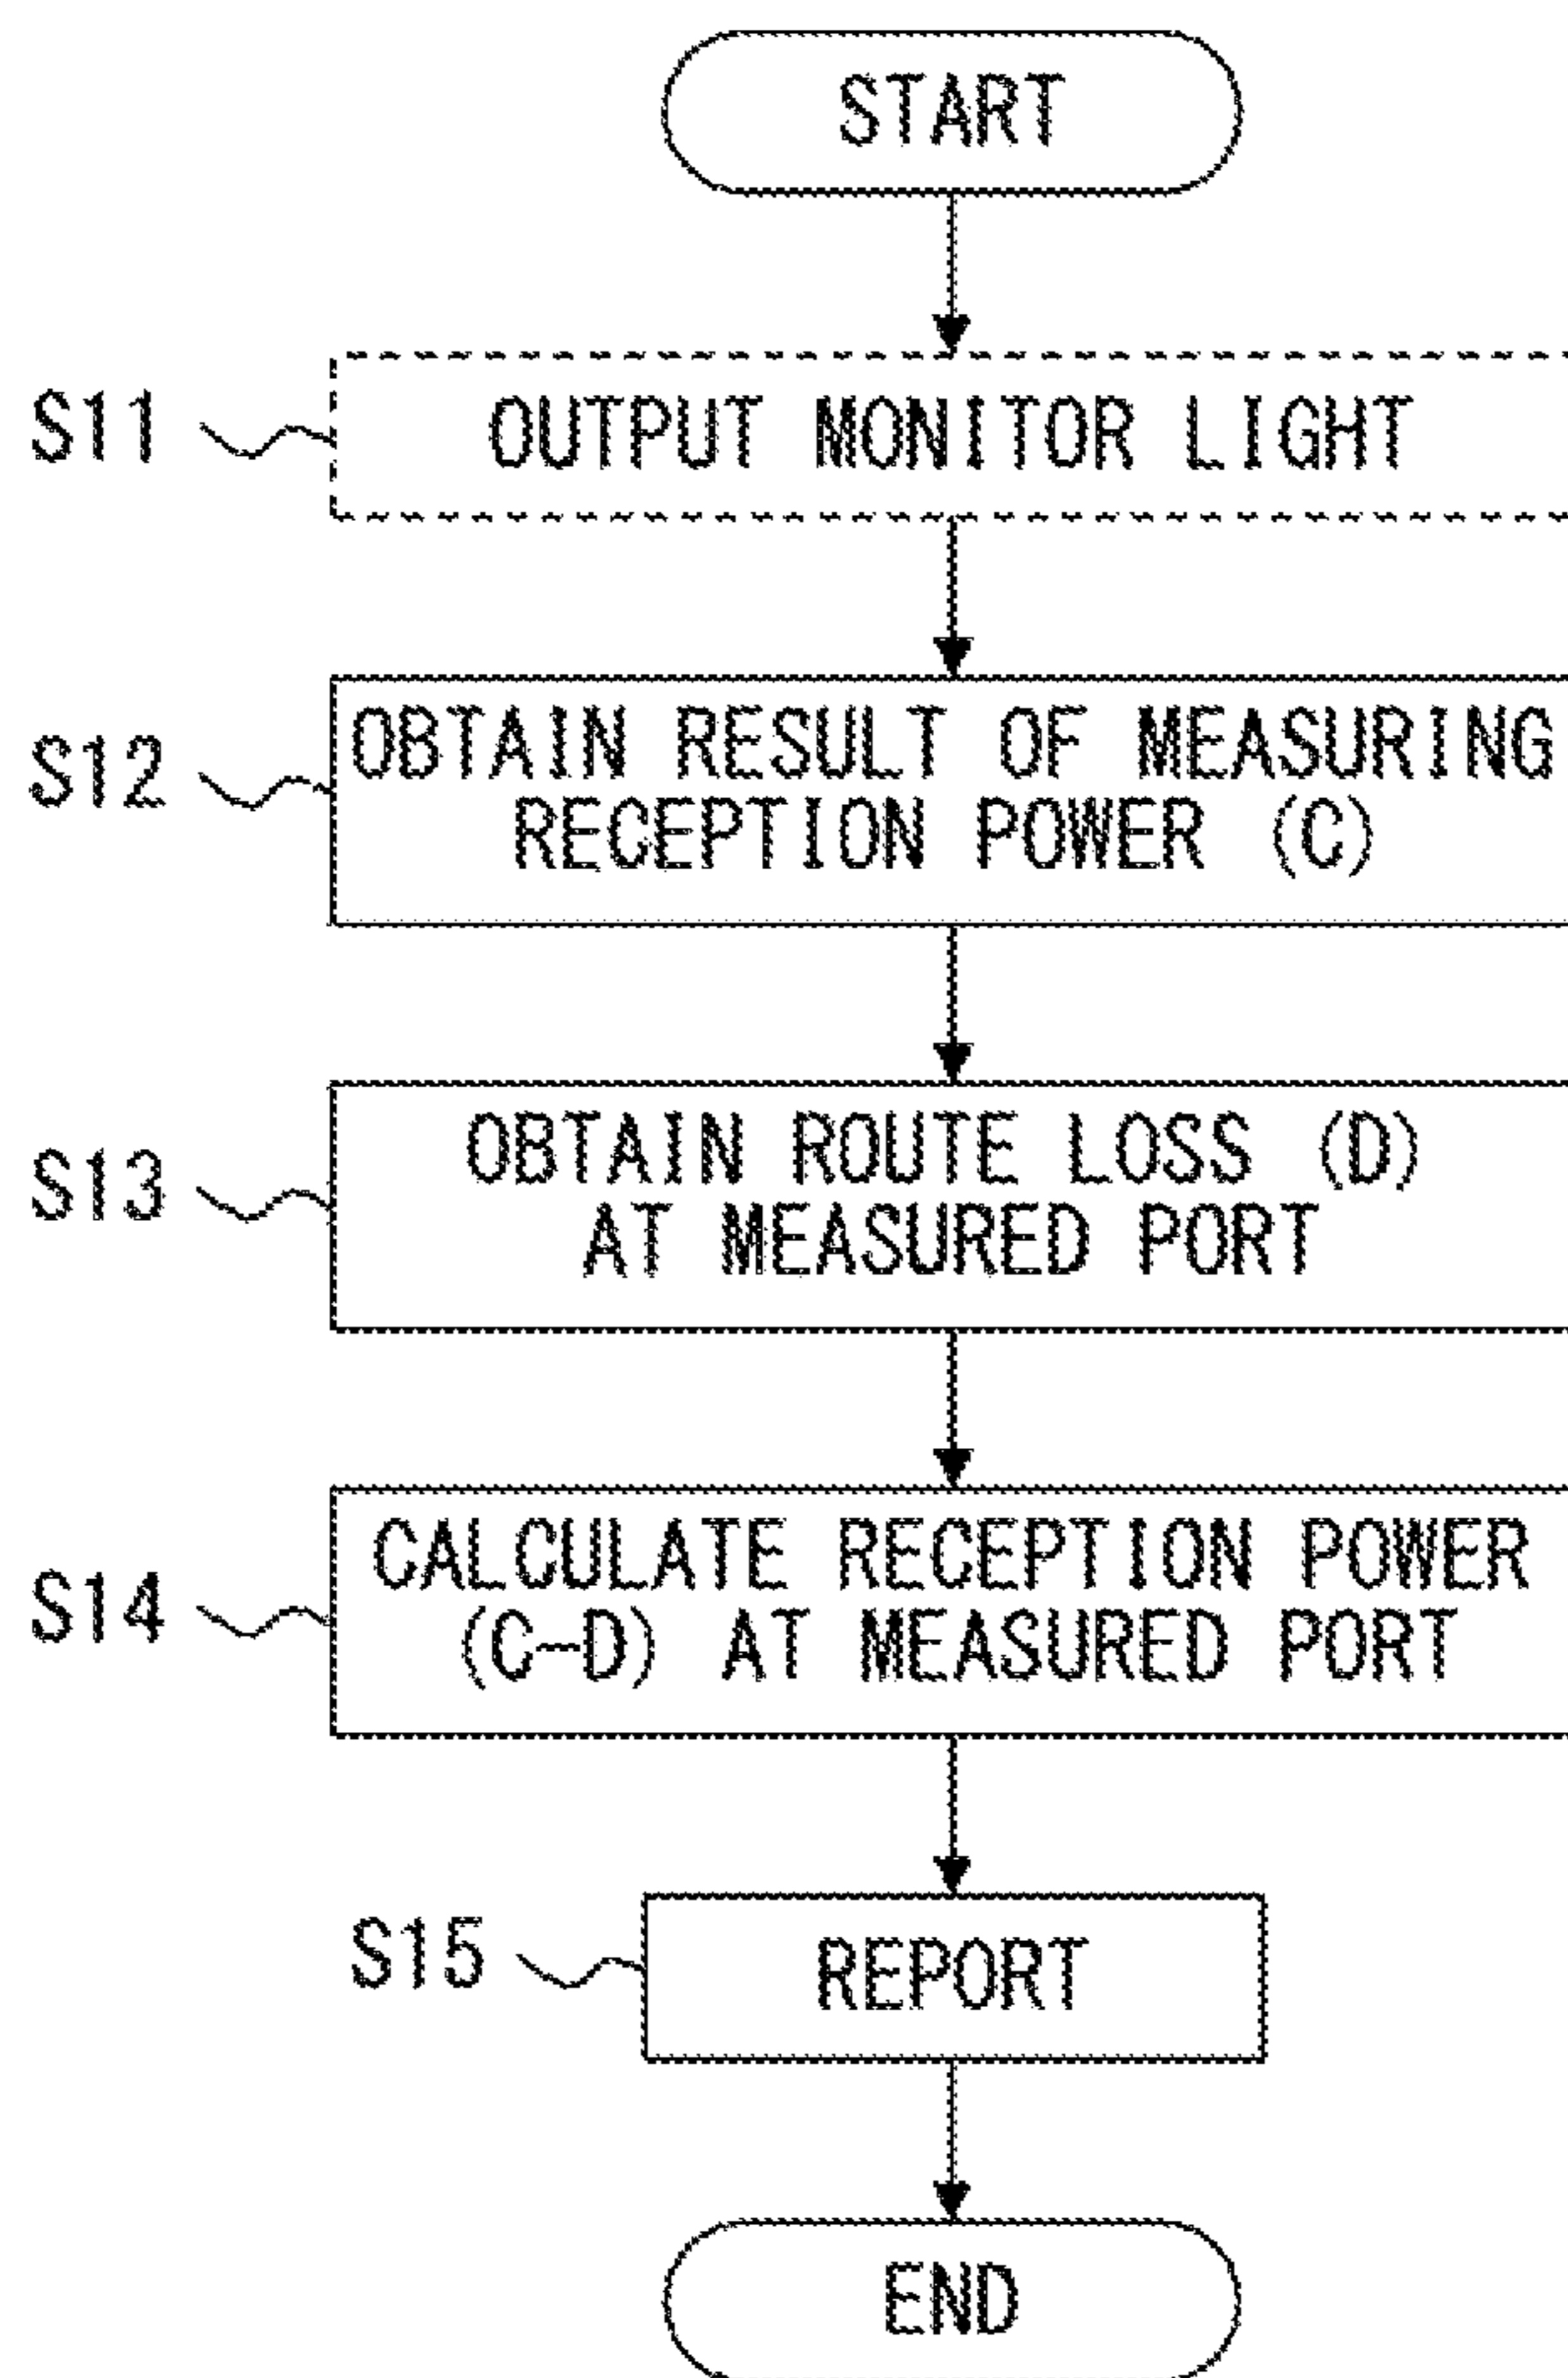 START
S11
OUTPUT MONITOR LIGHT
S12
OBTAIN RESULT OF MEASURING
RECEPTION POWER (C)
S13
OBTAIN ROUTE LOSS (D)
AT MEASURED PORT
S14
CALCULATE RECEPTION POWER
(C-D) AT MEASURED PORT
S15
REPORT
END